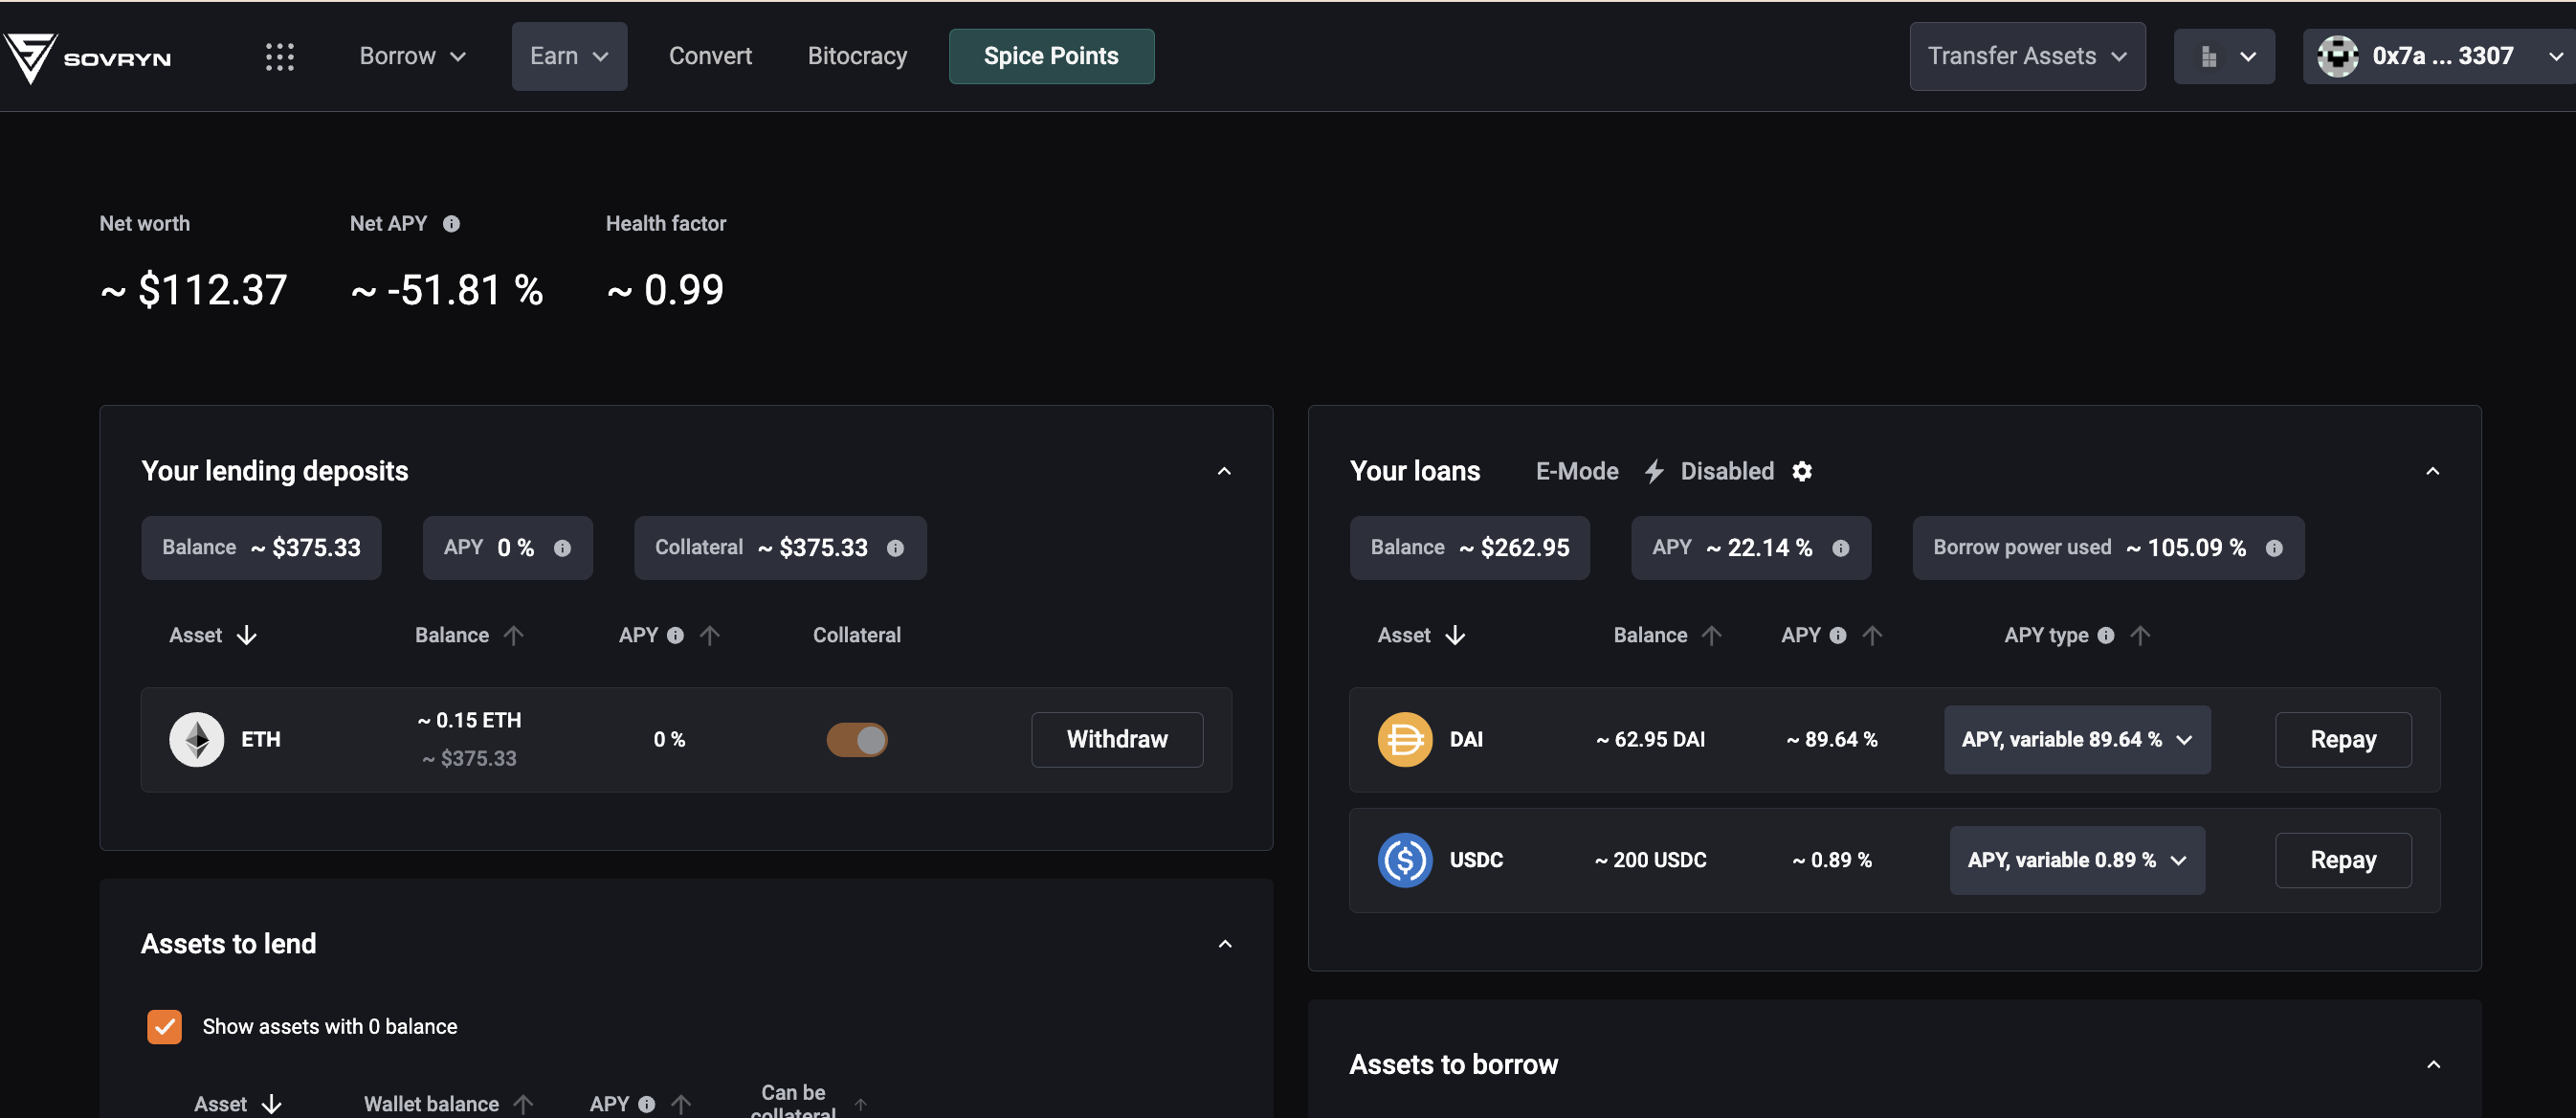 SOVRYN
Borrow
Earn
Convert
Bitocracy
Spice Points
Transfer Assets
0x7a ... 3307
Net worth
Net APY
Health factor
~ $112.37
~ -51.81 %
~ 0.99
Your lending deposits
Balance ~ $375.33
APY 0 %
Collateral ~ $375.33
Asset
Balance
APY
Collateral
ETH
~ 0.15 ETH
~ $375.33
0 %
Withdraw
Your loans
E-Mode
Disabled
Balance ~ $262.95
APY ~ 22.14 %
Borrow power used ~ 105.09 %
Asset
Balance
APY
APY type
DAI
~ 62.95 DAI
~ 89.64 %
APY, variable 89.64 %
Repay
USDC
~ 200 USDC
~ 0.89 %
APY, variable 0.89 %
Repay
Assets to lend
Show assets with 0 balance
Asset
Wallet balance
APY
Can be
collateral
Assets to borrow